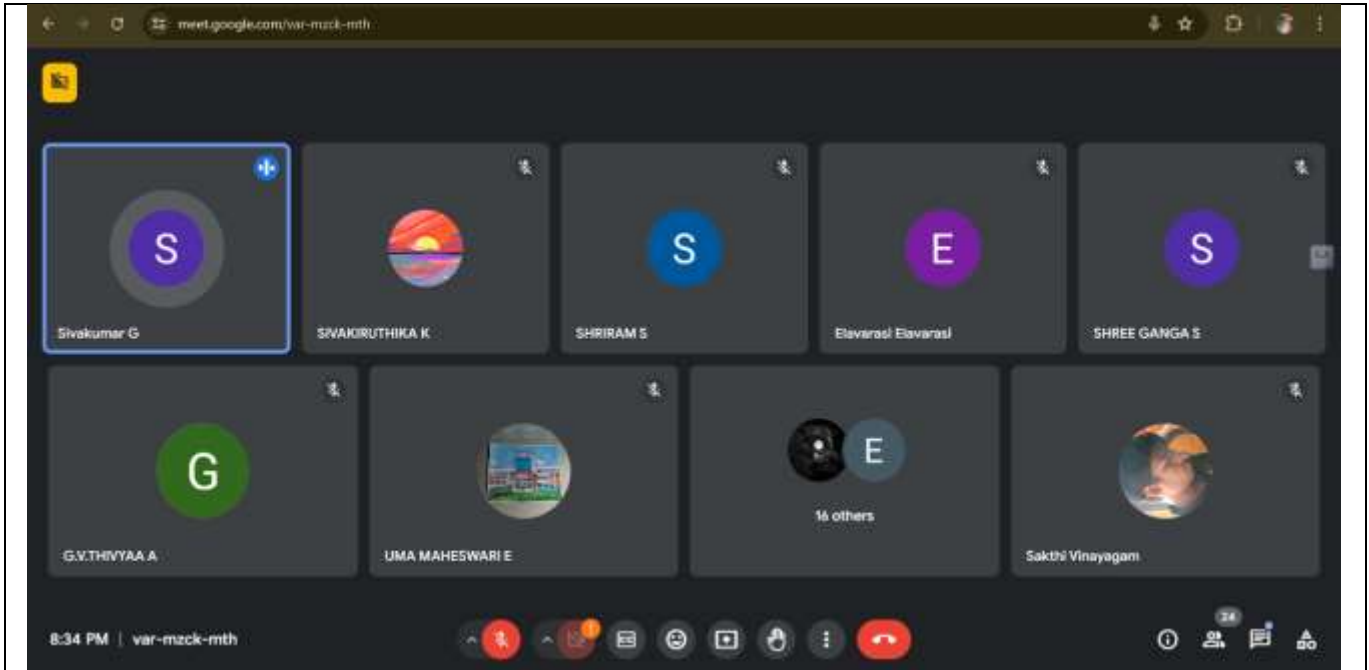 meet.google.com/var-mzck-mth
S
S
E
S
Sivakumar G
SIVAKIRUTHIKA K
SHRIRAM S
Elavarasi Elavarasi
SHREE GANGA S
G
E
16 others
G.V.THIVYAA A
UMA MAHESWARI E
Sakthi Vinayagam
24
8:34 PM | var-mzck-mth